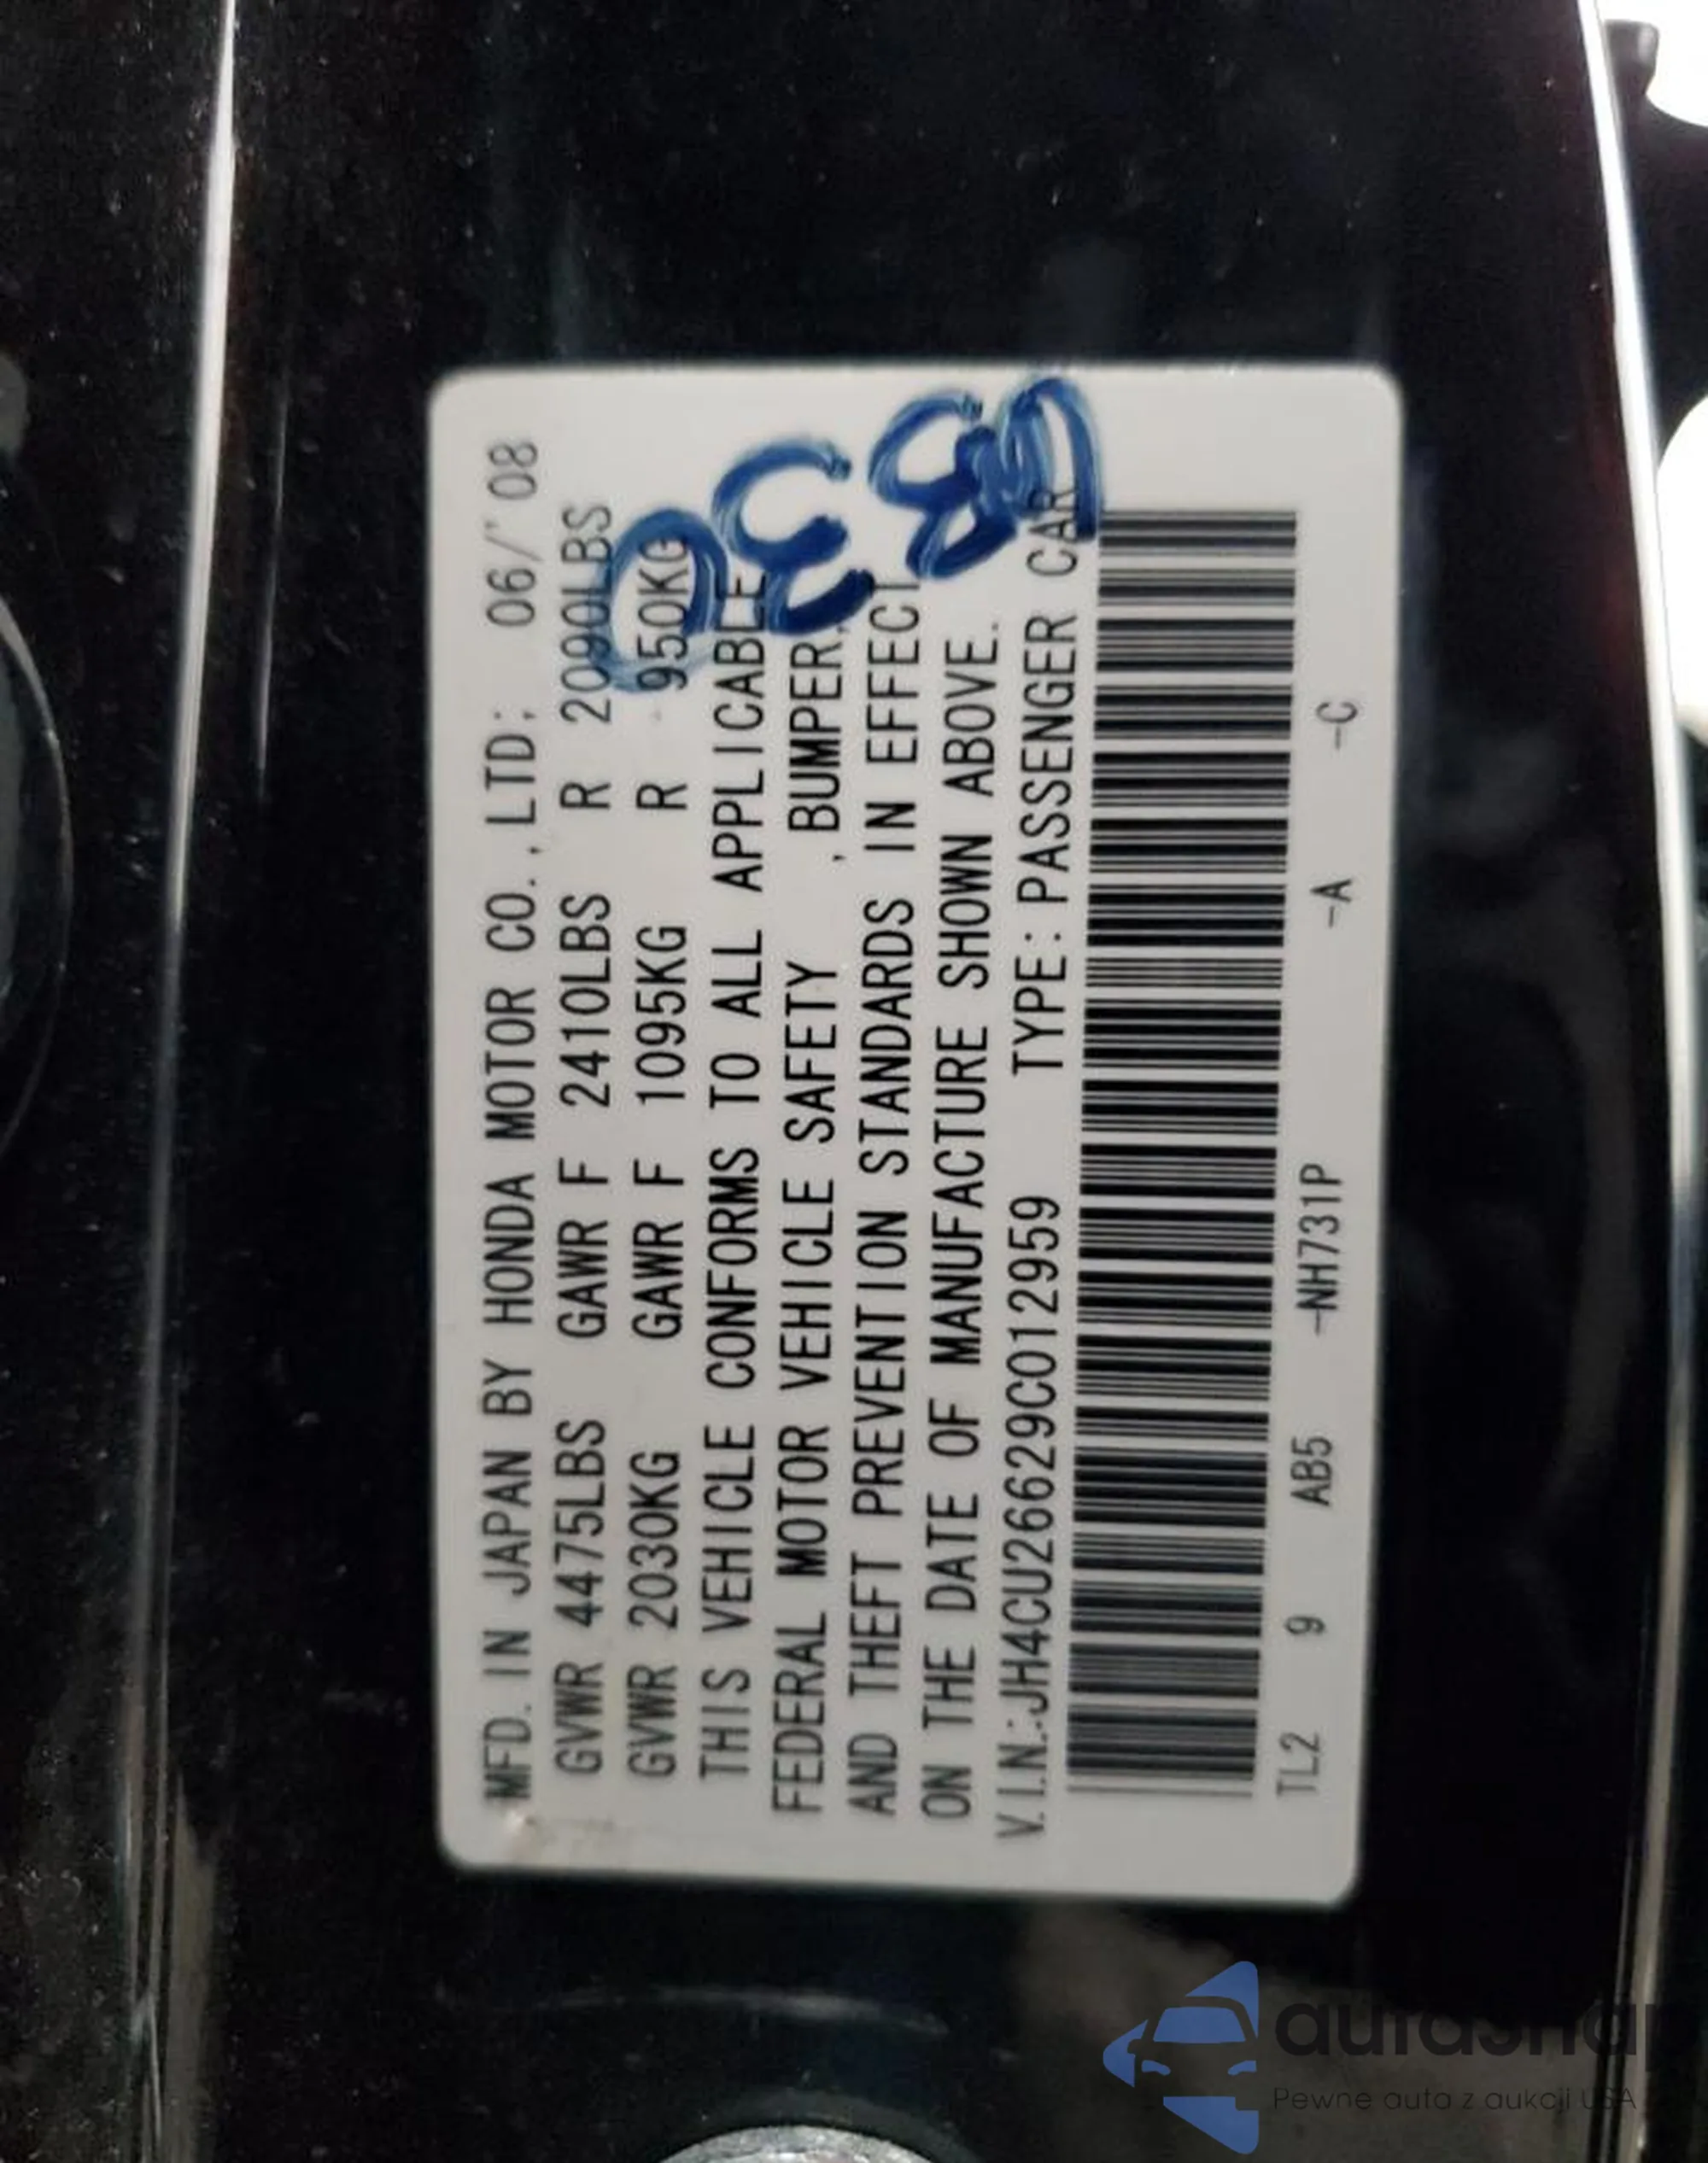 MFD. IN JAPAN BY HONDA MOTOR CO., LTD; 06/'08
GVWR 4475LBS GAWR F 2410LBS R 2090LBS
GVWR 2030KG GAWR F 1095KG R 950KG
THIS VEHICLE CONFORMS TO ALL APPLICABLE
FEDERAL MOTOR VEHICLE SAFETY , BUMPER,
AND THEFT PREVENTION STANDARDS IN EFFECT
ON THE DATE OF MANUFACTURE SHOWN ABOVE.
V.I.N.:JH4CU26629C012959 TYPE: PASSENGER CAR
TL2 9 AB5 -NH731P -A -C
Pewne auta z aukcji USA